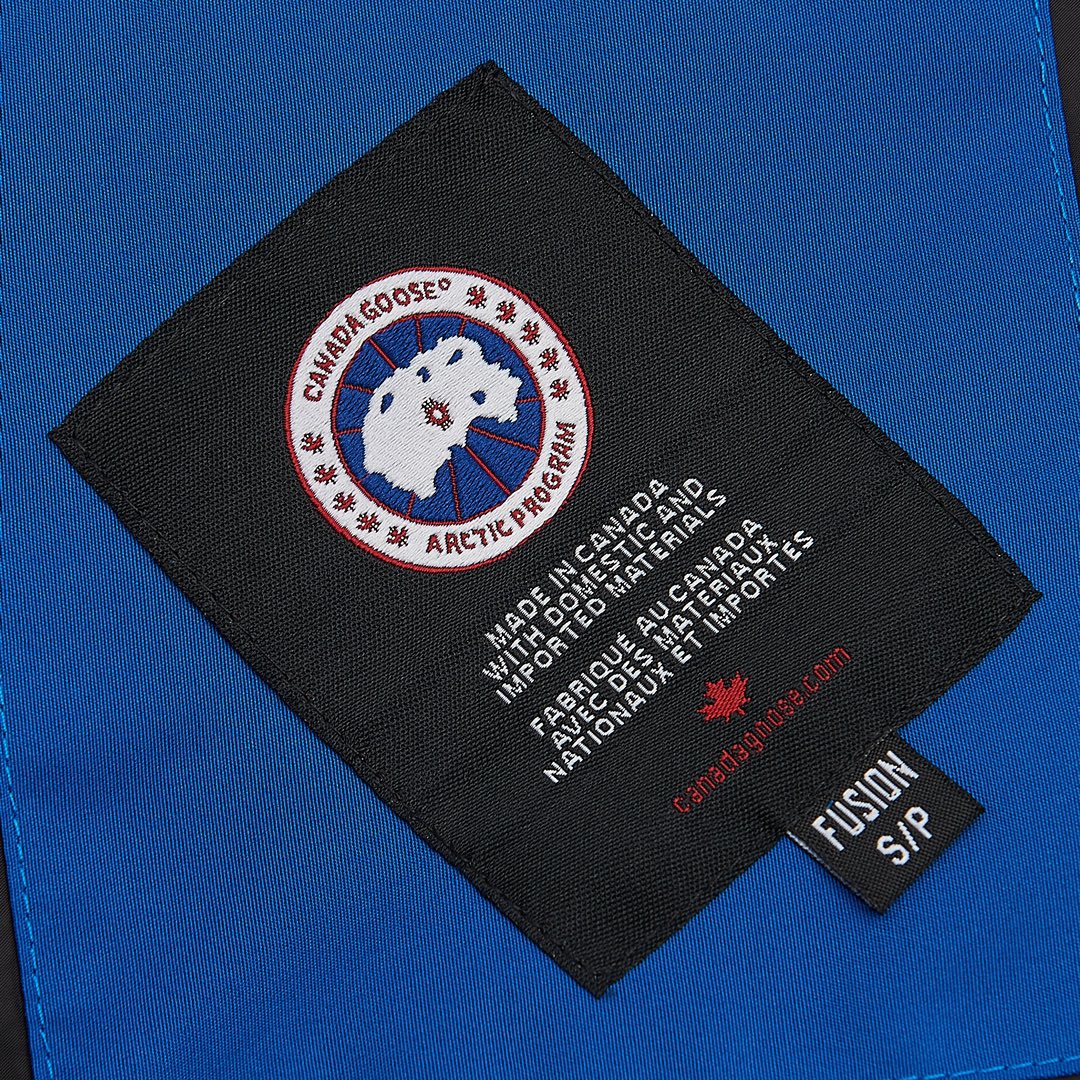 CANADA GOOSE®
ARCTIC PROGRAM
MADE IN CANADA
WITH DOMESTIC AND
IMPORTED MATERIALS
FABRIQUÉ AU CANADA
AVEC DES MATERIAUX
NATIONAUX ET IMPORTÉS
canadagoose.com
FUSION
S/P